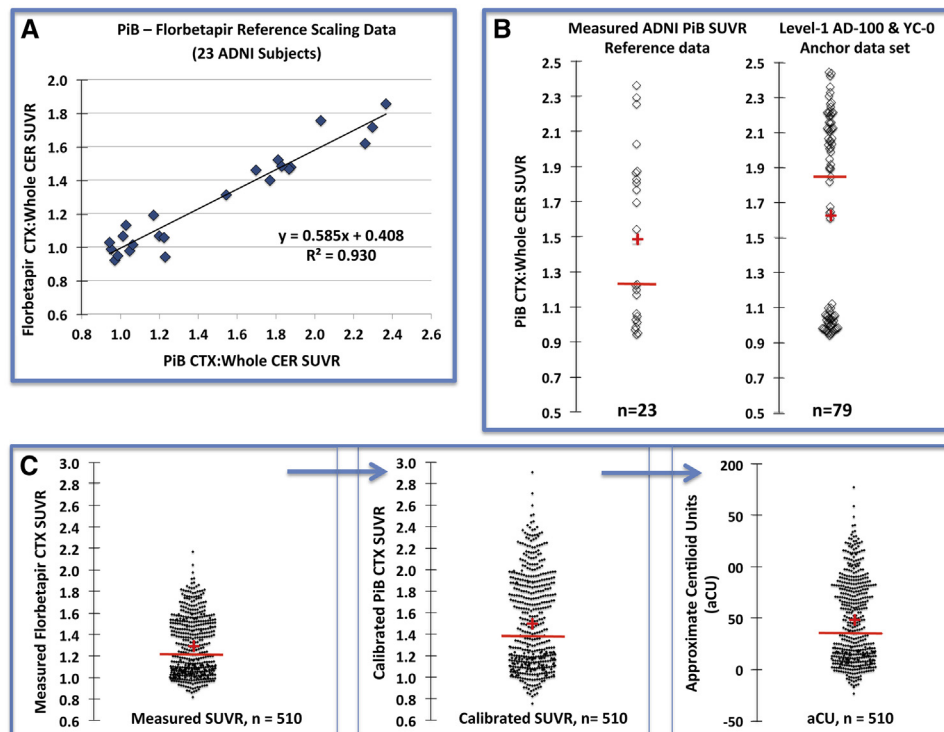 A
PiB – Florbetapir Reference Scaling Data
(23 ADNI Subjects)
Florbetapir CTX:Whole CER SUVR
2.0
1.8
1.6
1.4
1.2
1.0
0.8
0.6
y = 0.585x + 0.408
R² = 0.930
0.8 1.0 1.2 1.4 1.6 1.8 2.0 2.2 2.4 2.6
PiB CTX:Whole CER SUVR
B
Measured ADNI PiB SUVR
Reference data
PiB CTX:Whole CER SUVR
2.5
2.3
2.1
1.9
1.7
1.5
1.3
1.1
0.9
0.7
0.5
n=23
Level-1 AD-100 & YC-0
Anchor data set
2.5
2.3
2.1
1.9
1.7
1.5
1.3
1.1
0.9
0.7
0.5
n=79
C
Measured Florbetapir CTX SUVR
3.0
2.8
2.6
2.4
2.2
2.0
1.8
1.6
1.4
1.2
1.0
0.8
0.6
Measured SUVR, n = 510
Calibrated PiB CTX SUVR
3.0
2.8
2.6
2.4
2.2
2.0
1.8
1.6
1.4
1.2
1.0
0.8
0.6
Calibrated SUVR, n= 510
Approximate Centiloid Units
(aCU)
200
50
00
50
0
-50
aCU, n = 510